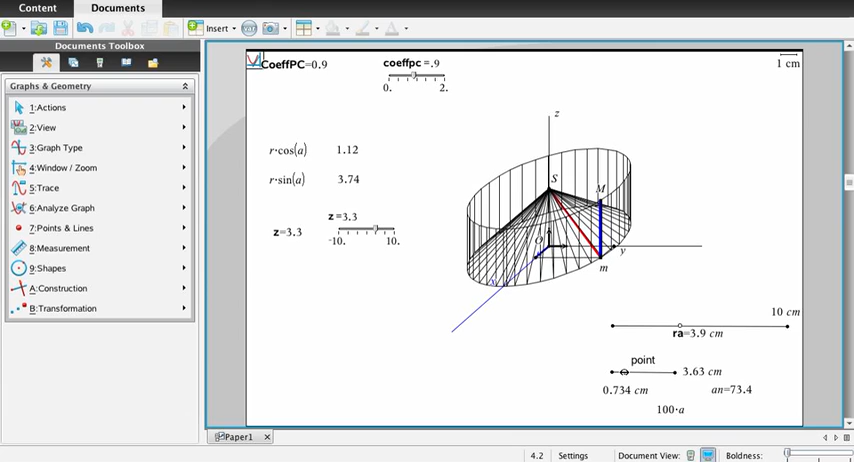 Content Documents
Insert
var
Documents Toolbox
Graphs & Geometry
1:Actions
2:View
3:Graph Type
4:Window / Zoom
5:Trace
6:Analyze Graph
7:Points & Lines
8:Measurement
9:Shapes
A:Construction
B:Transformation
CoeffPC=0.9
coeffpc =.9
0. 2.
1 cm
z
r·cos(a) 1.12
r·sin(a) 3.74
z =3.3
z=3.3
-10. 10.
S
M
O
y
x
m
10 cm
ra=3.9 cm
point
3.63 cm
0.734 cm an=73.4
100·a
Paper1
4.2 Settings Document View: Boldness: